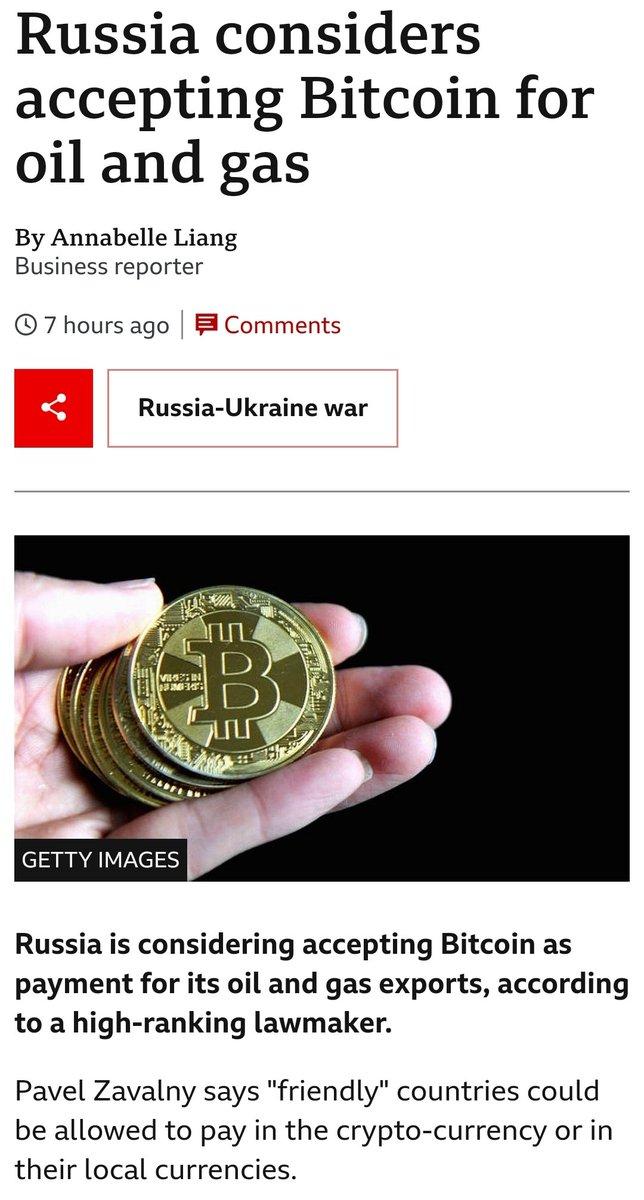 Russia considers
accepting Bitcoin for
oil and gas
By Annabelle Liang
Business reporter
7 hours ago
Comments
Russia-Ukraine war
VIRES IN
NUMERIS
GETTY IMAGES
Russia is considering accepting Bitcoin as
payment for its oil and gas exports, according
to a high-ranking lawmaker.
Pavel Zavalny says "friendly" countries could
be allowed to pay in the crypto-currency or in
their local currencies.